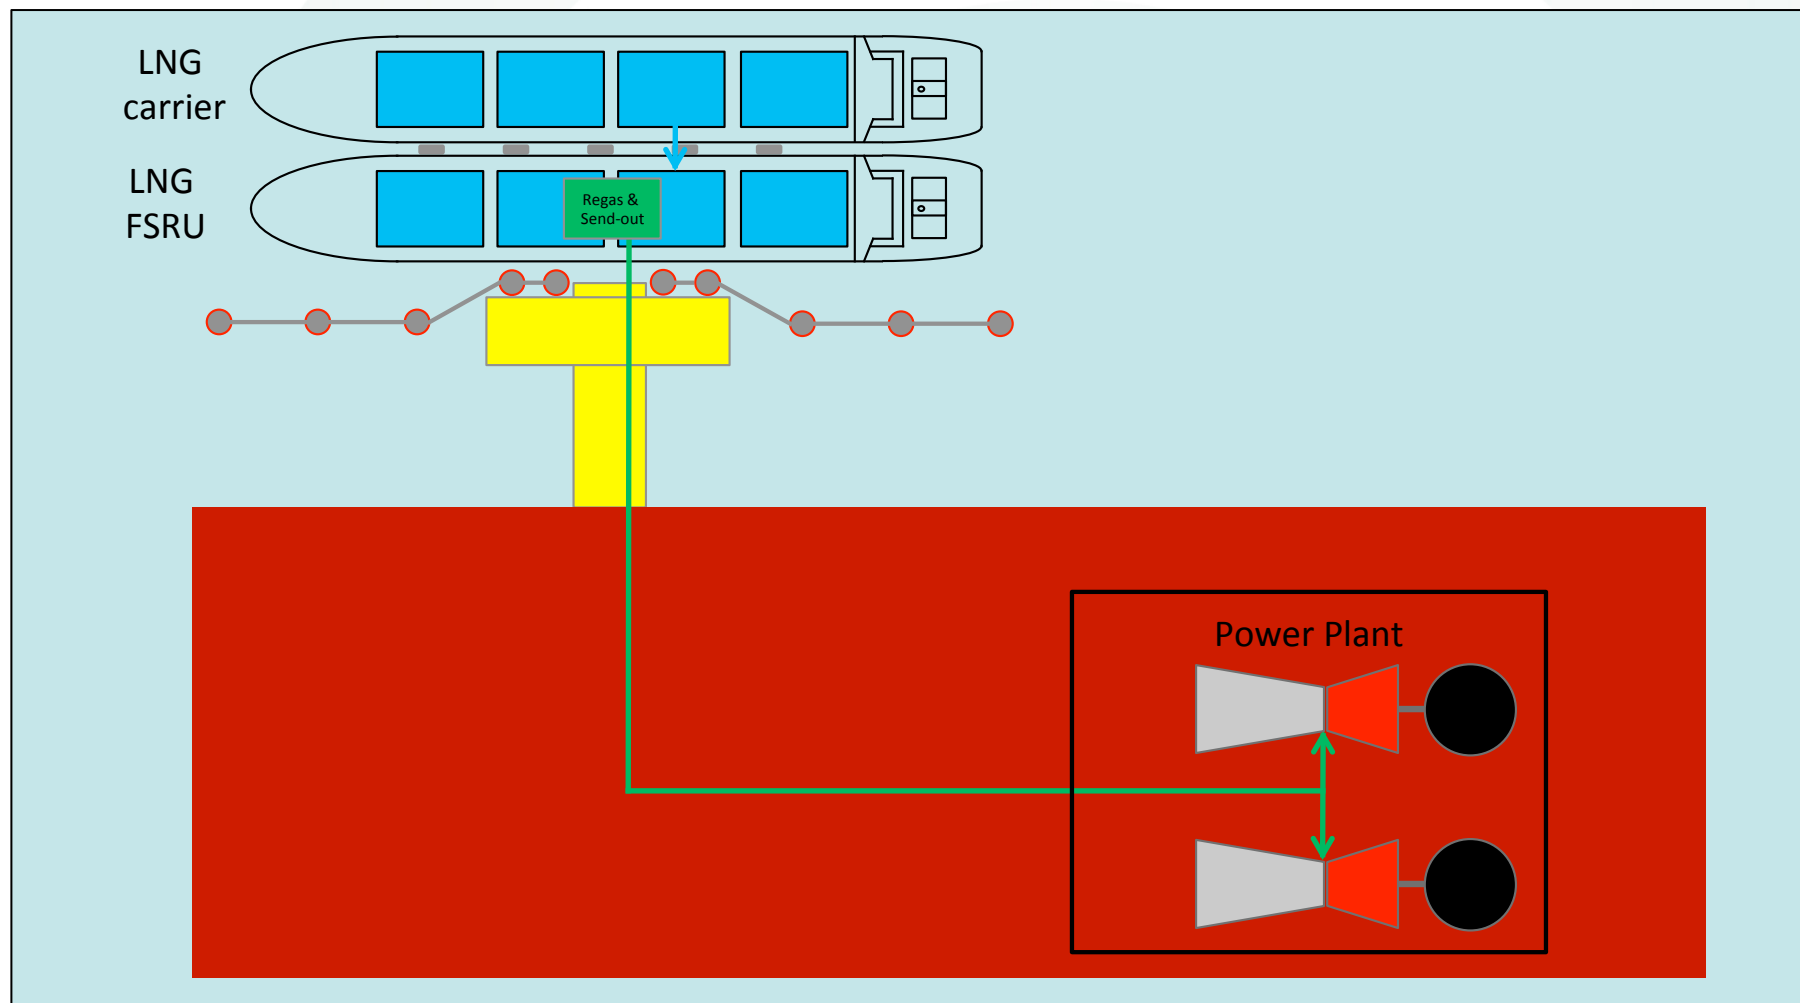 LNG
carrier
LNG
FSRU
Regas &
Send-out
Power Plant